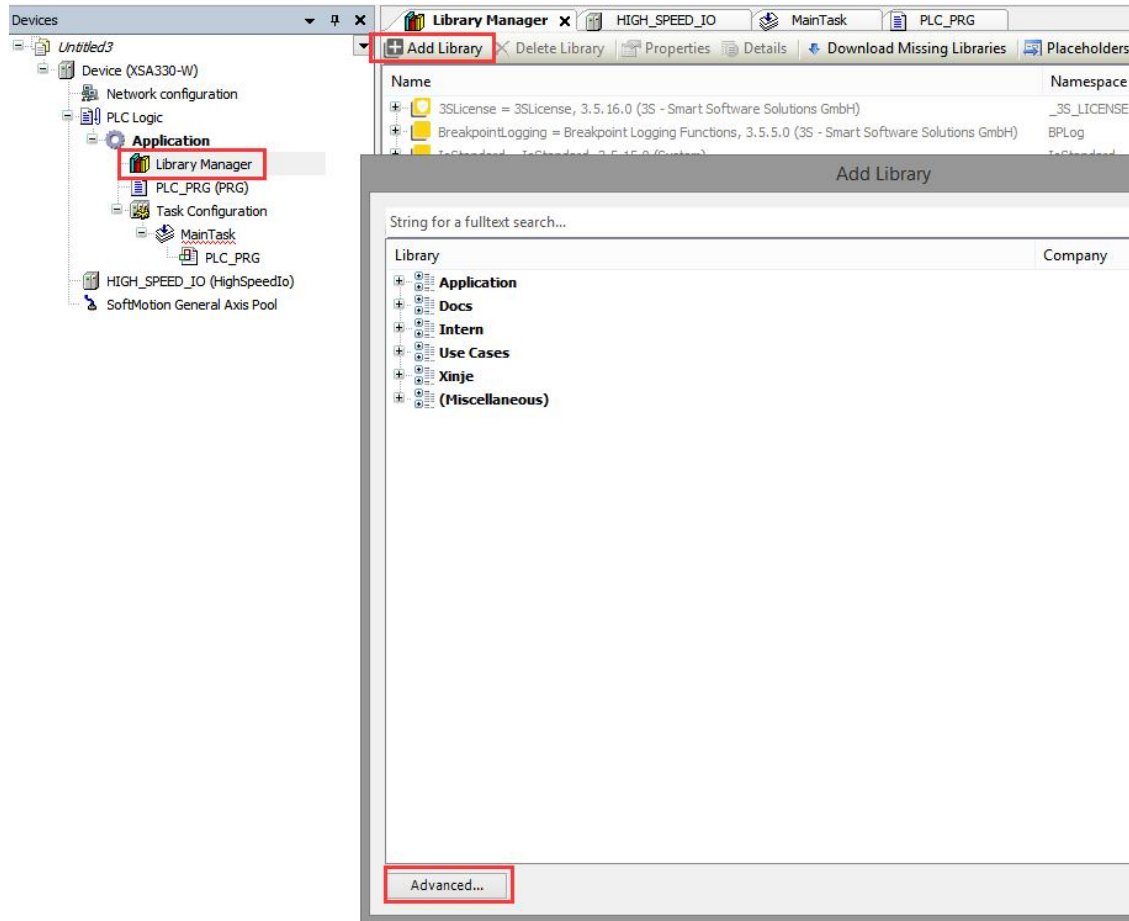 Devices
Untitled3
Device (XSA330-W)
Network configuration
PLC Logic
Application
Library Manager
PLC_PRG (PRG)
Task Configuration
MainTask
PLC_PRG
HIGH_SPEED_IO (HighSpeedIo)
SoftMotion General Axis Pool
Library Manager HIGH_SPEED_IO MainTask PLC_PRG
Add Library Delete Library Properties Details Download Missing Libraries Placeholders
Name Namespace
3SLicense = 3SLicense, 3.5.16.0 (3S - Smart Software Solutions GmbH) _3S_LICENSE
BreakpointLogging = Breakpoint Logging Functions, 3.5.5.0 (3S - Smart Software Solutions GmbH) BPLog
Add Library
String for a fulltext search...
Library Company
Application
Docs
Intern
Use Cases
Xinje
(Miscellaneous)
Advanced...